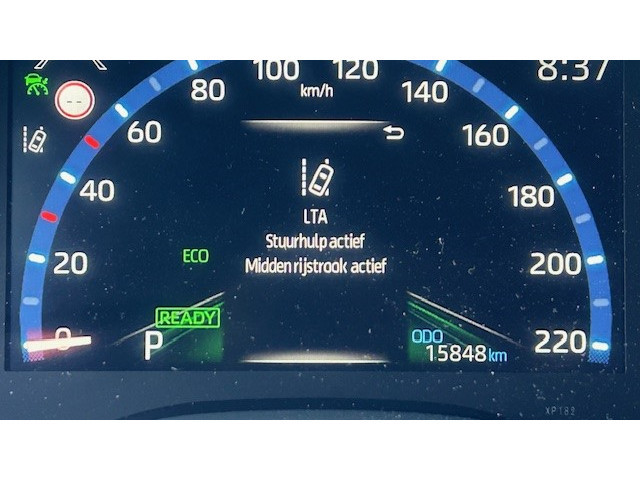 100 120 8:37
80 km/h 140
60 160
40 180
LTA
Stuurhulp actief
ECO Midden rijstrook actief
20 200
READY
0 P ODO 220
15848 km
XP182